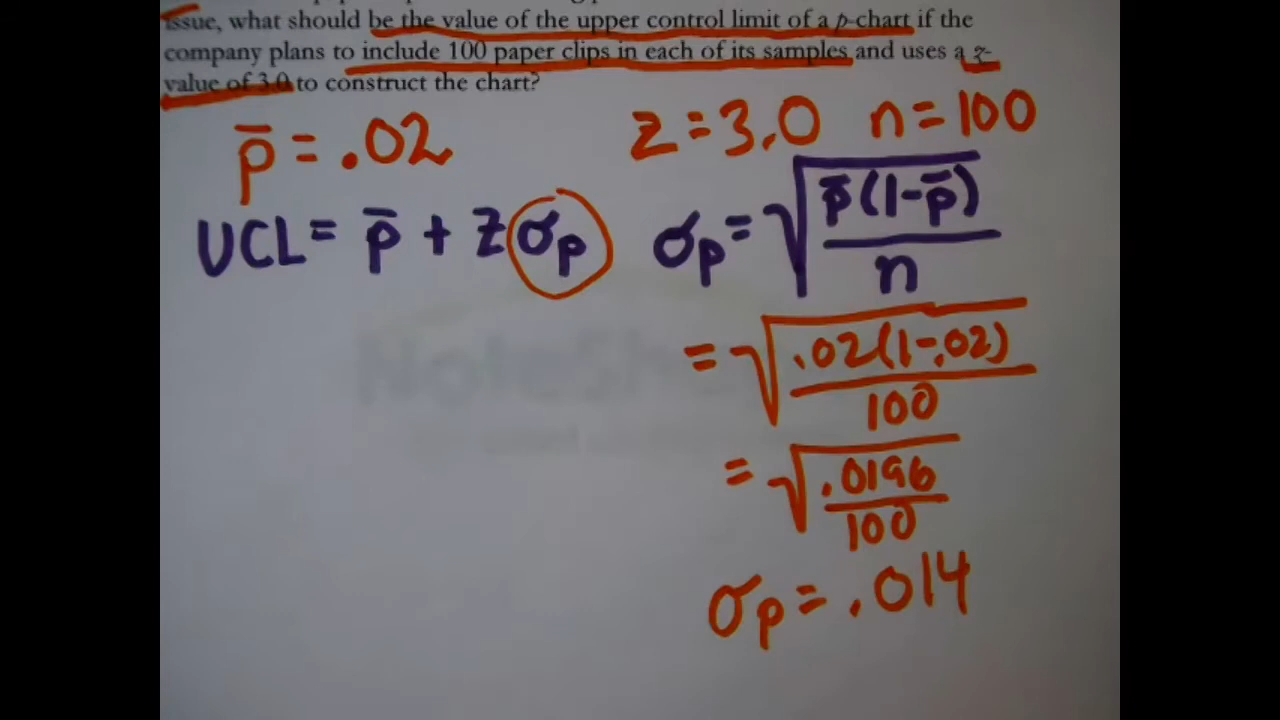 issue, what should be the value of the upper control limit of a p-chart if the
company plans to include 100 paper clips in each of its samples and uses a z-
value of 3.0 to construct the chart?
p̄ = .02 z = 3.0 n = 100
UCL = p̄ + z σp σp = √(p̄(1-p̄)/n)
= √(.02(1-.02)/100)
= √(.0196/100)
σp = .014